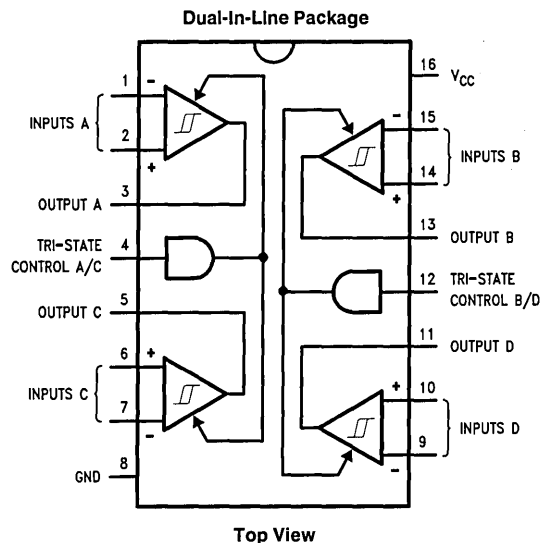 Dual-In-Line Package
1
-
INPUTS A
2
+
3
OUTPUT A
4
TRI-STATE
CONTROL A/C
5
OUTPUT C
6
+
INPUTS C
7
-
8
GND
16
VCC
-
15
INPUTS B
14
+
13
OUTPUT B
12
TRI-STATE
CONTROL B/D
11
OUTPUT D
+
10
INPUTS D
9
-
Top View